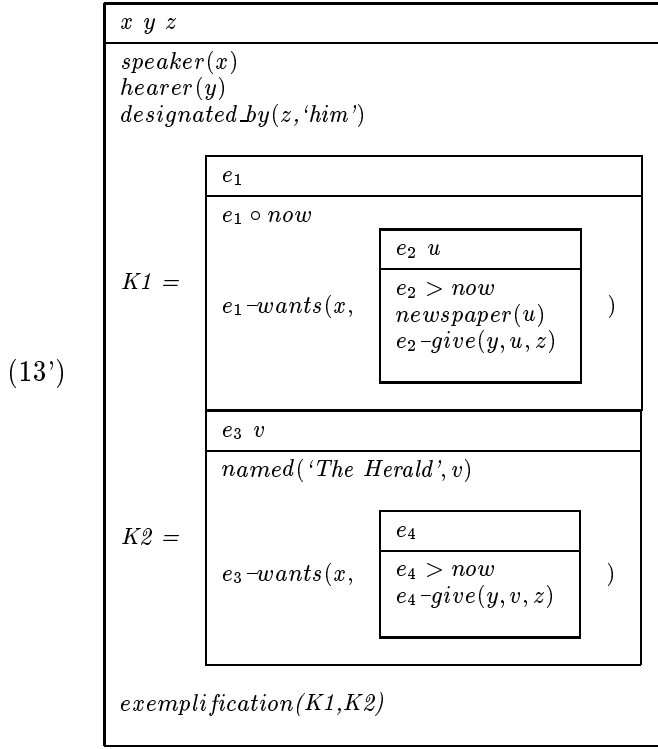 x y z
speaker(x)
hearer(y)
designated_by(z,‘him’)
e₁
e₁ ∘ now
K1 =
e₁-wants(x,
e₂ u
e₂ > now
newspaper(u)
e₂-give(y, u, z)
)
(13’)
e₃ v
named(‘The Herald’, v)
K2 =
e₃-wants(x,
e₄
e₄ > now
e₄-give(y, v, z)
)
exemplification(K1,K2)